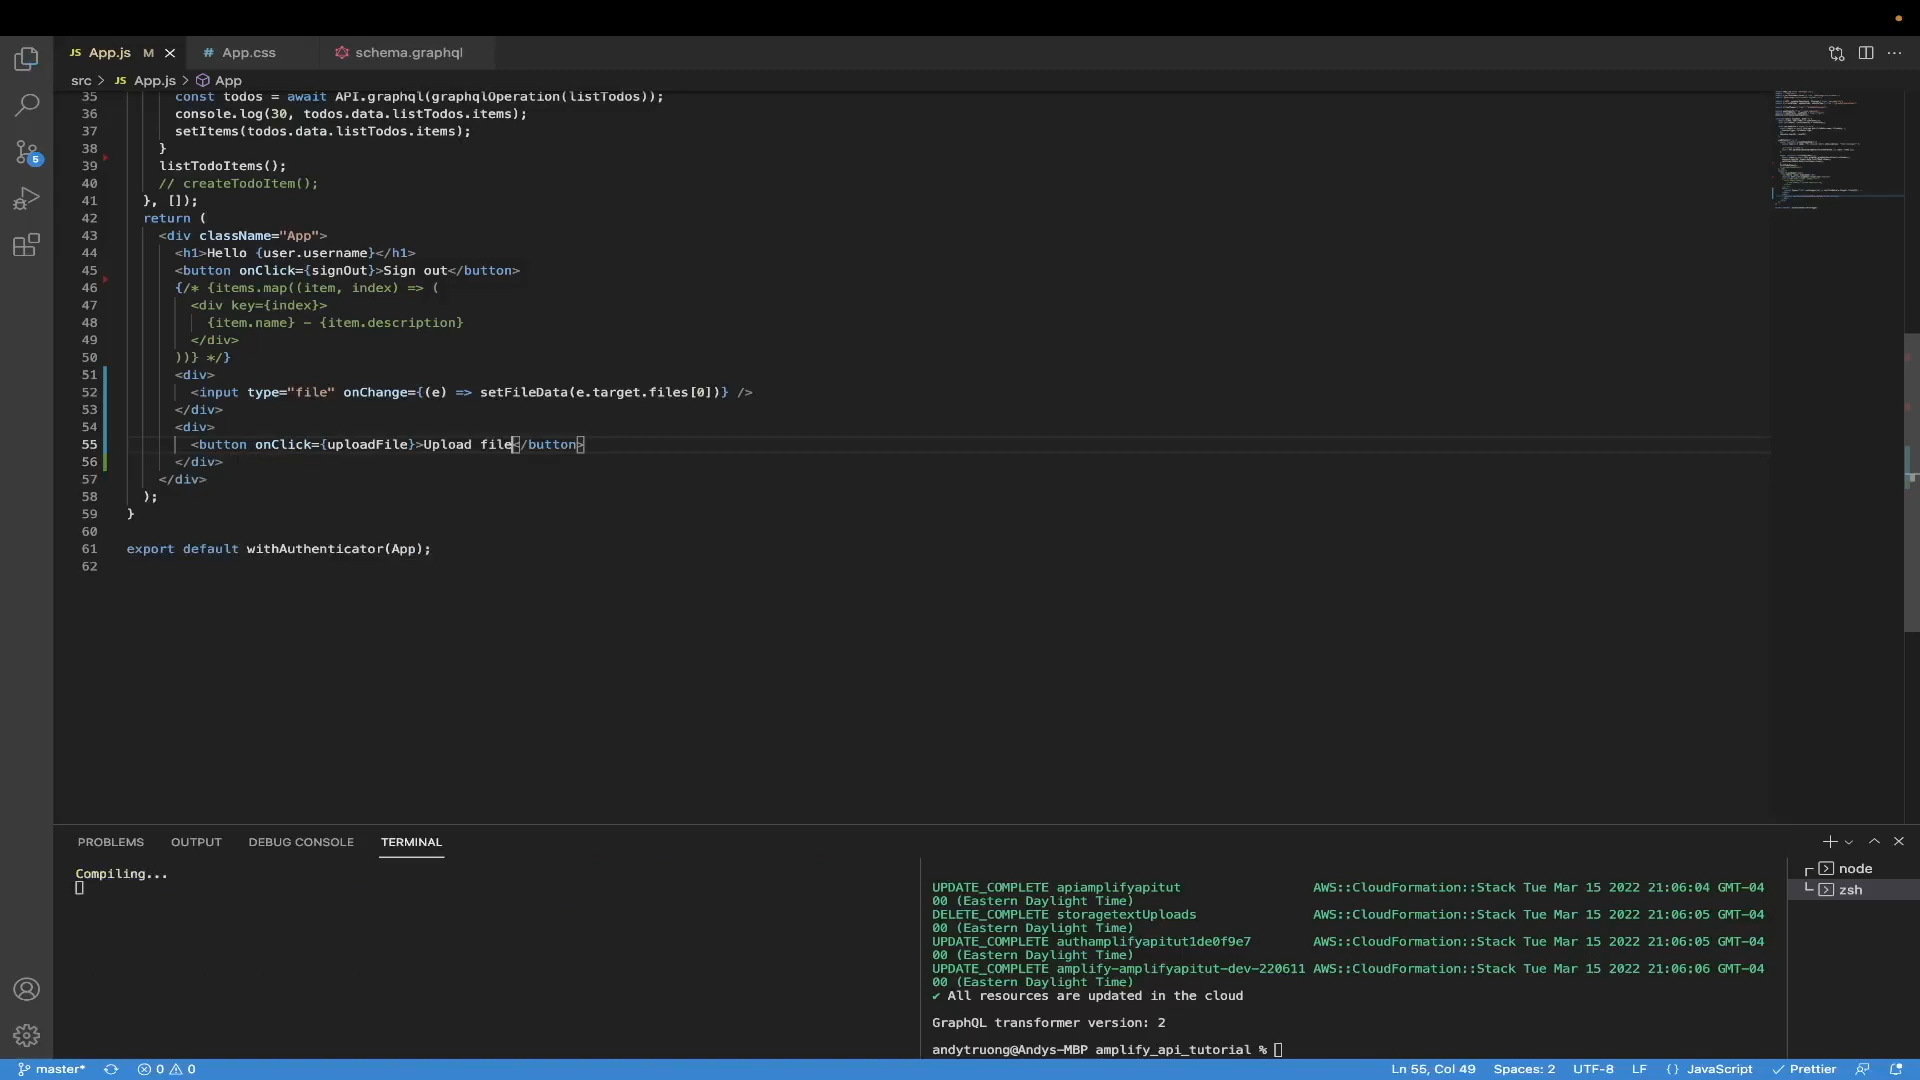 JS App.js M
# App.css
schema.graphql
src > JS App.js > App
35 const todos = await API.graphql(graphqlOperation(listTodos));
36 console.log(30, todos.data.listTodos.items);
37 setItems(todos.data.listTodos.items);
38 }
39 listTodoItems();
40 // createTodoItem();
41 }, []);
42 return (
43 <div className="App">
44 <h1>Hello {user.username}</h1>
45 <button onClick={signOut}>Sign out</button>
46 {/* {items.map((item, index) => (
47 <div key={index}>
48 {item.name} - {item.description}
49 </div>
50 ))} */}
51 <div>
52 <input type="file" onChange={(e) => setFileData(e.target.files[0])} />
53 </div>
54 <div>
55 <button onClick={uploadFile}>Upload file</button>
56 </div>
57 </div>
58 );
59 }
60
61 export default withAuthenticator(App);
62
5
PROBLEMS OUTPUT DEBUG CONSOLE TERMINAL
Compiling...
UPDATE_COMPLETE apiamplifyapitut AWS::CloudFormation::Stack Tue Mar 15 2022 21:06:04 GMT-04
00 (Eastern Daylight Time)
DELETE_COMPLETE storagetextUploads AWS::CloudFormation::Stack Tue Mar 15 2022 21:06:05 GMT-04
00 (Eastern Daylight Time)
UPDATE_COMPLETE authamplifyapitut1de0f9e7 AWS::CloudFormation::Stack Tue Mar 15 2022 21:06:05 GMT-04
00 (Eastern Daylight Time)
UPDATE_COMPLETE amplify-amplifyapitut-dev-220611 AWS::CloudFormation::Stack Tue Mar 15 2022 21:06:06 GMT-04
00 (Eastern Daylight Time)
✔ All resources are updated in the cloud
GraphQL transformer version: 2
andytruong@Andys-MBP amplify_api_tutorial %
node
zsh
master* 0 0 Ln 55, Col 49 Spaces: 2 UTF-8 LF { } JavaScript ✓ Prettier